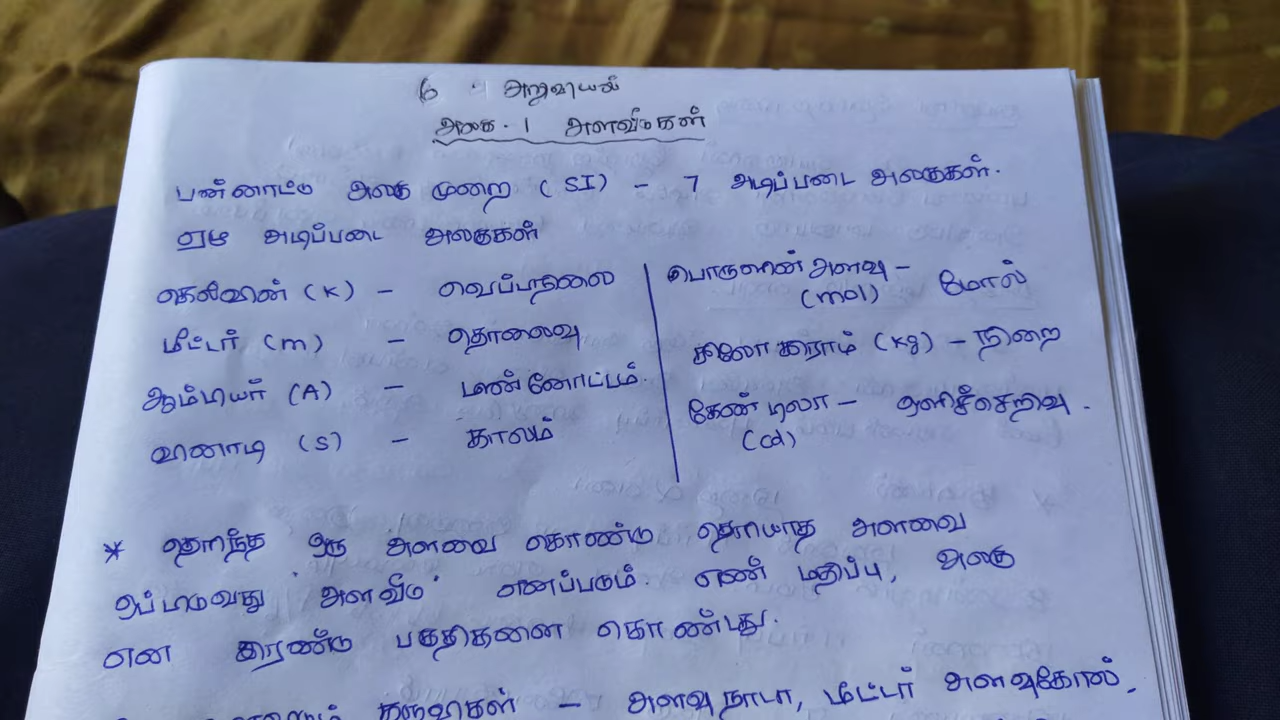 6 அறிவியல்
அலகு . 1 அளவீடுகள்
பன்னாட்டு அலகு முறை (SI) - 7 அடிப்படை அலகுகள்.
ஏழு அடிப்படை அலகுகள்
கெல்வின் (K) - வெப்பநிலை
மீட்டர் (m) - தொலைவு
ஆம்பியர் (A) - மின்னோட்டம்.
வினாடி (s) - காலம்
பொருளின் அளவு - மோல்
(mol)
கிலோ கிராம் (kg) - நிறை
கேண்டிலா - ஒளிச்செறிவு.
(cd)
* தெரிந்த ஒரு அளவை கொண்டு தெரியாத அளவை
ஒப்பிடுவது 'அளவீடு' எனப்படும். எண் மதிப்பு, அலகு
என இரண்டு பகுதிகளை கொண்டது.
கருவிகள் - அளவு நாடா, மீட்டர் அளவுகோல்,